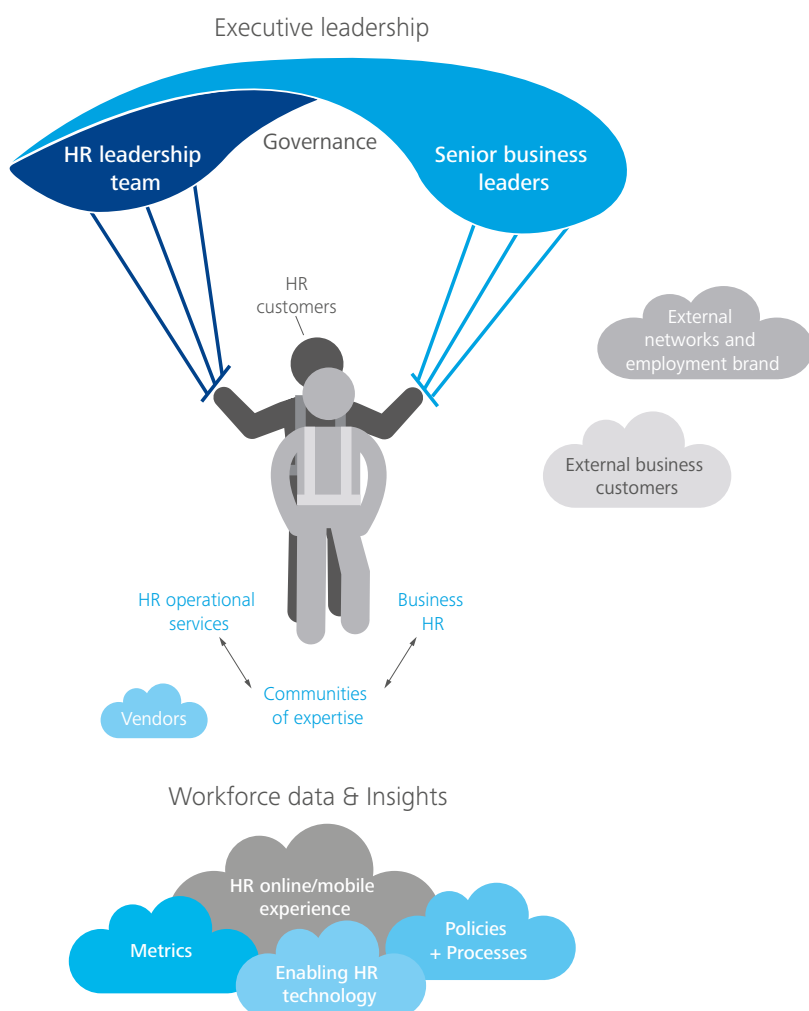 Executive leadership
HR leadership
team
Governance
Senior business
leaders
HR
customers
External
networks and
employment brand
External business
customers
HR operational
services
Business
HR
Communities
of expertise
Vendors
Workforce data & Insights
HR online/mobile
experience
Metrics
Policies
+ Processes
Enabling HR
technology